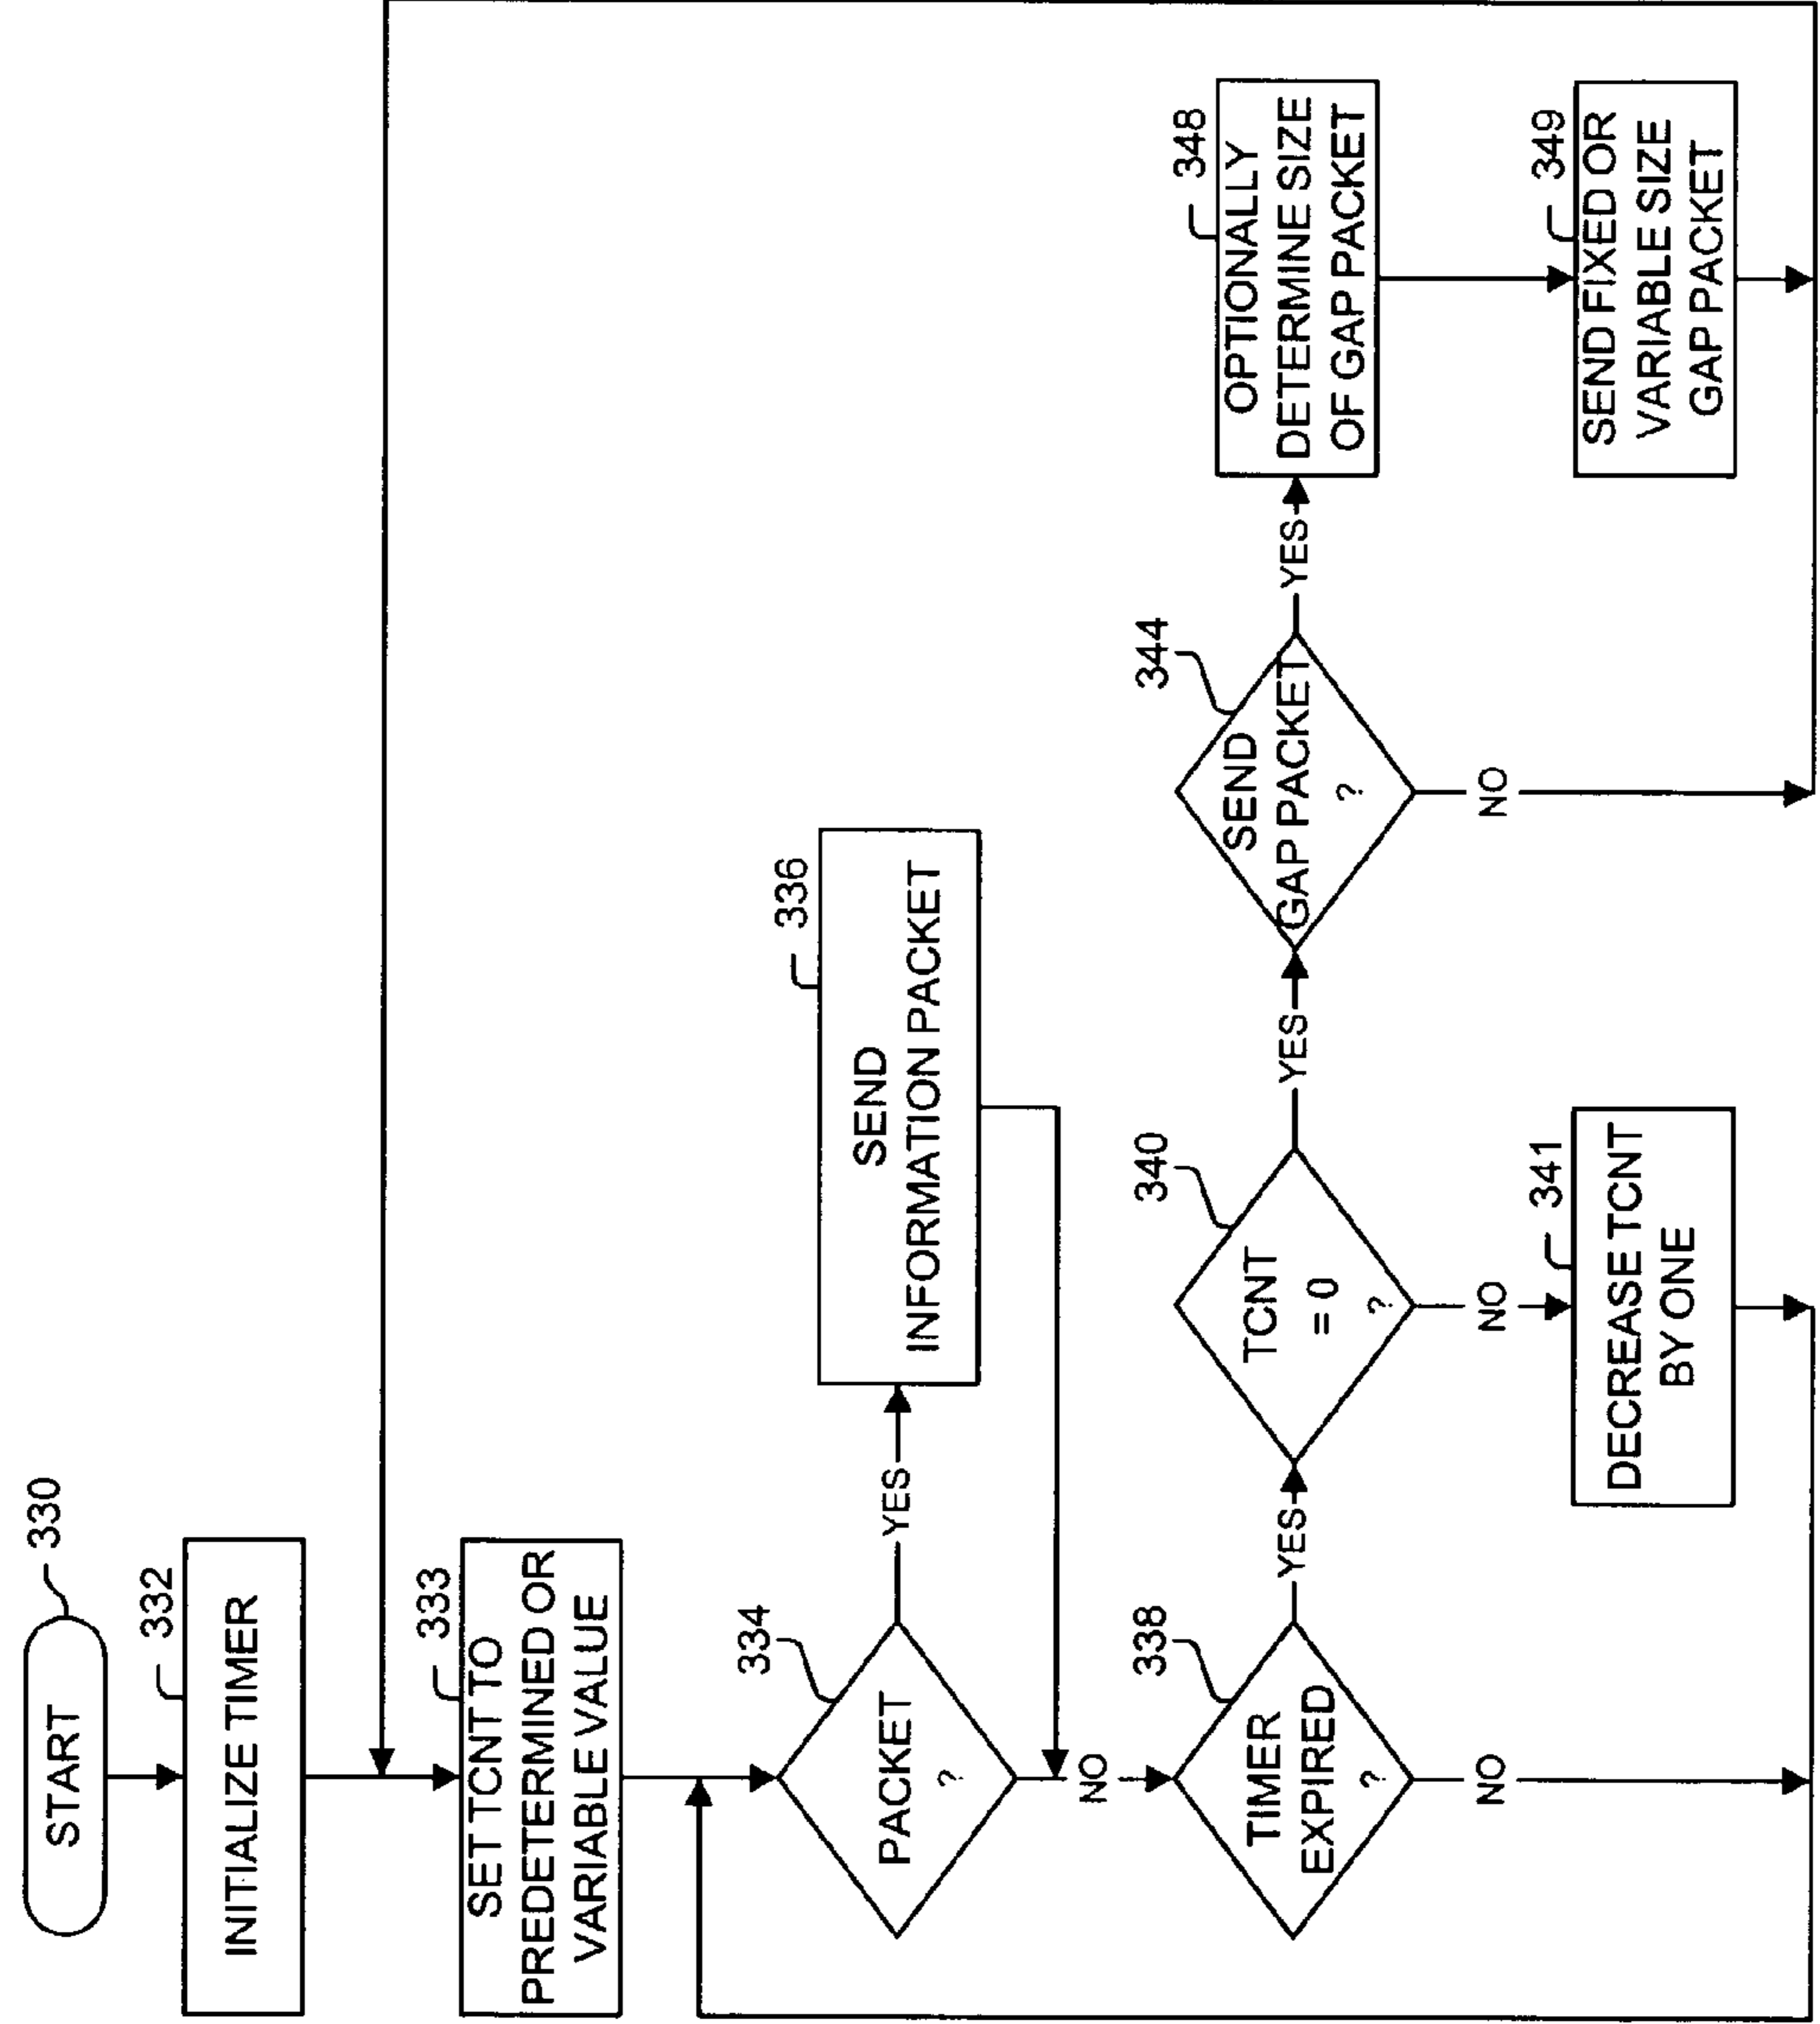 START
330
332
INITIALIZE TIMER
333
SET TCNT TO
PREDETERMINED OR
VARIABLE VALUE
334
PACKET
?
YES
336
SEND
INFORMATION PACKET
NO
338
TIMER
EXPIRED
?
YES
NO
340
TCNT
= 0
?
YES
NO
341
DECREASE TCNT
BY ONE
344
SEND
GAP PACKET
?
YES
NO
348
OPTIONALLY
DETERMINE SIZE
OF GAP PACKET
349
SEND FIXED OR
VARIABLE SIZE
GAP PACKET